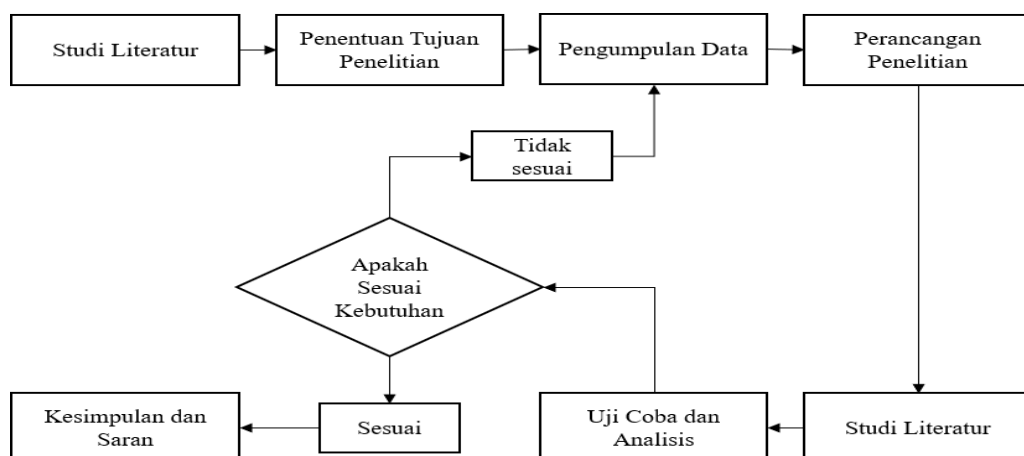 Studi Literatur
Penentuan Tujuan
Penelitian
Pengumpulan Data
Perancangan
Penelitian
Tidak
sesuai
Apakah
Sesuai
Kebutuhan
Kesimpulan dan
Saran
Sesuai
Uji Coba dan
Analisis
Studi Literatur